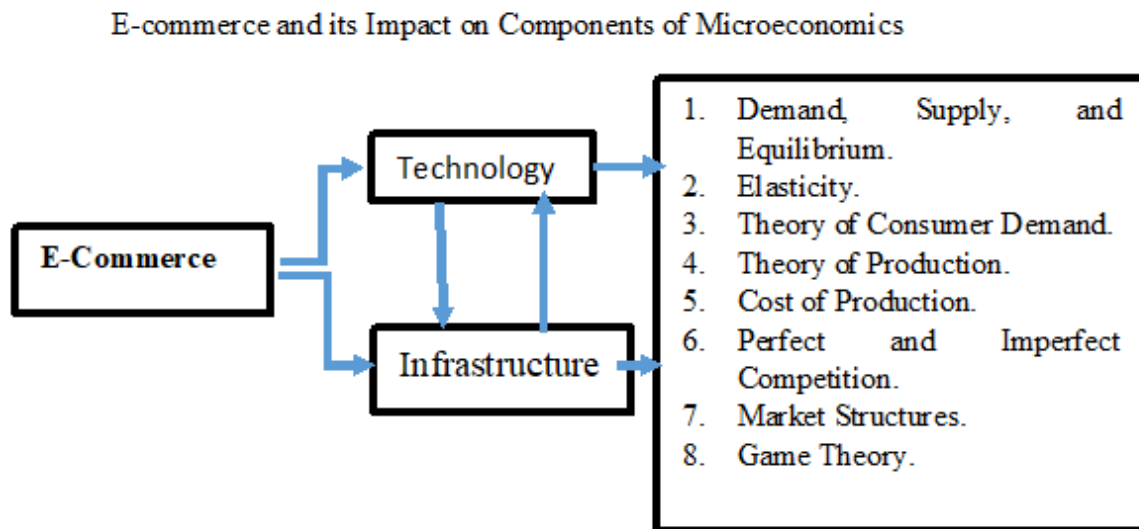 E-commerce and its Impact on Components of Microeconomics
E-Commerce
Technology
Infrastructure
1. Demand, Supply, and
Equilibrium.
2. Elasticity.
3. Theory of Consumer Demand.
4. Theory of Production.
5. Cost of Production.
6. Perfect and Imperfect
Competition.
7. Market Structures.
8. Game Theory.